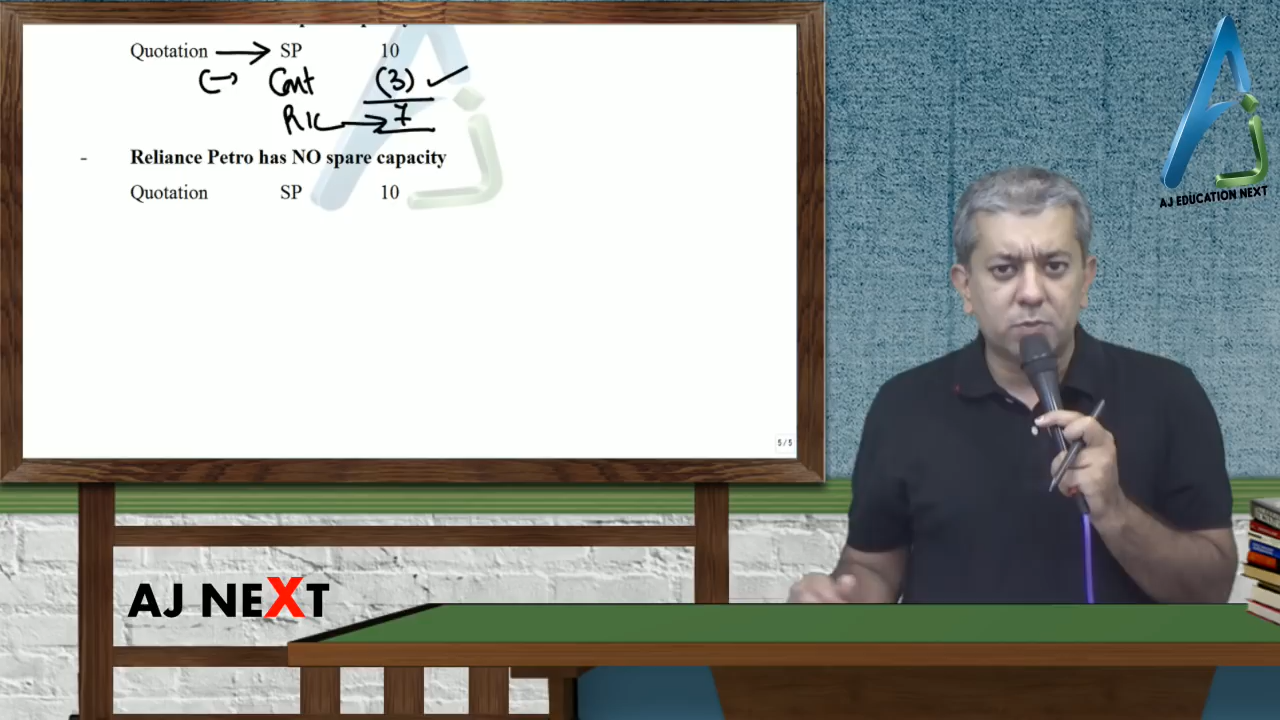 Quotation → SP 10
(-) Cont (3) ✓
RIC → 7
- Reliance Petro has NO spare capacity
Quotation SP 10
5/5
AJ EDUCATION NEXT
AJ NEXT